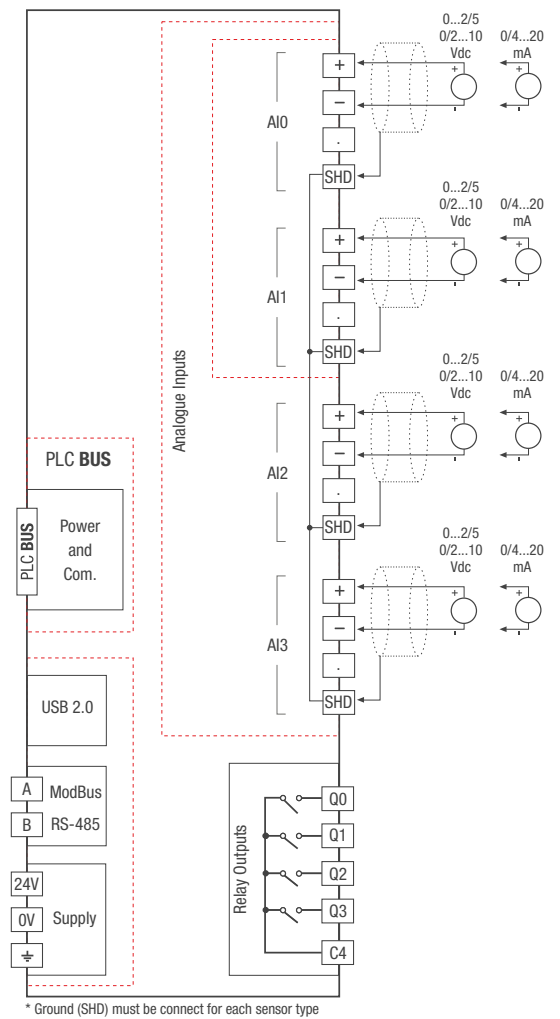 0...2/5
0/2...10
Vdc
0/4...20
mA
+
-
+
-
AI0
+
−
.
SHD
0...2/5
0/2...10
Vdc
0/4...20
mA
+
-
+
-
AI1
+
−
.
SHD
Analogue Inputs
0...2/5
0/2...10
Vdc
0/4...20
mA
+
-
+
-
AI2
+
−
.
SHD
0...2/5
0/2...10
Vdc
0/4...20
mA
+
-
+
-
AI3
+
−
.
SHD
PLC BUS
PLC BUS
Power
and
Com.
USB 2.0
A
B
ModBus
RS-485
24V
0V
Supply
Relay Outputs
Q0
Q1
Q2
Q3
C4
* Ground (SHD) must be connect for each sensor type